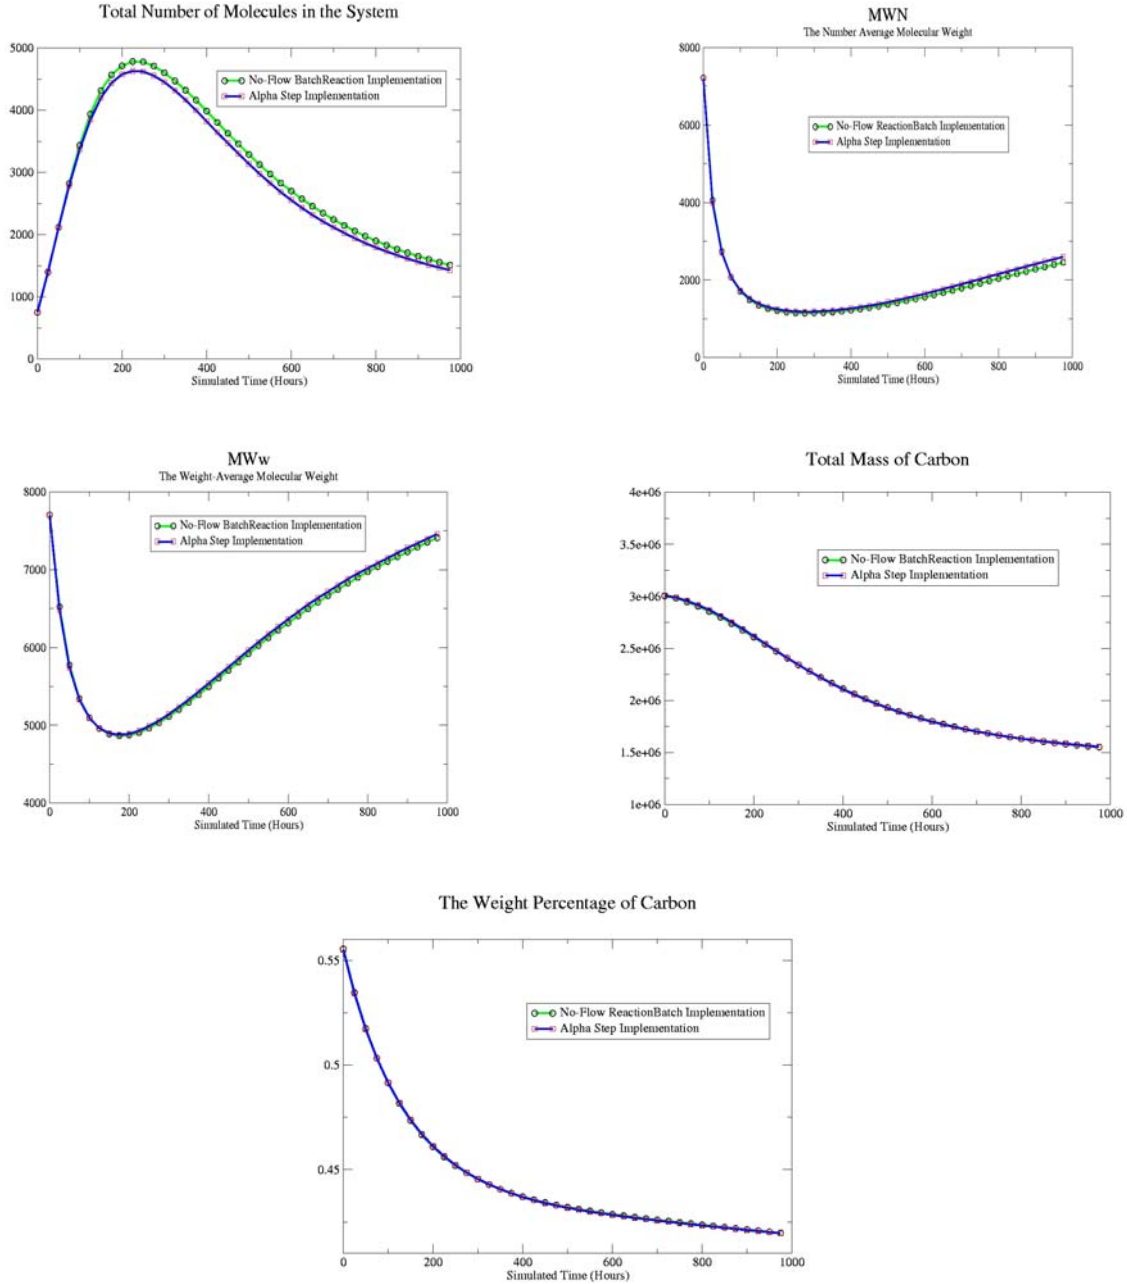 Total Number of Molecules in the System
5000
4000
3000
2000
1000
0
No-Flow BatchReaction Implementation
Alpha Step Implementation
0 200 400 600 800 1000
Simulated Time (Hours)
MWN
The Number Average Molecular Weight
8000
6000
4000
2000
0
No-Flow ReactionBatch Implementation
Alpha Step Implementation
0 200 400 600 800 1000
Simulated Time (Hours)
MWw
The Weight-Average Molecular Weight
8000
7000
6000
5000
4000
No-Flow BatchReaction Implementation
Alpha Step Implementation
0 200 400 600 800 1000
Simulated Time (Hours)
Total Mass of Carbon
4e+06
3.5e+06
3e+06
2.5e+06
2e+06
1.5e+06
1e+06
No-Flow BatchReaction Implementation
Alpha Step Implementation
0 200 400 600 800 1000
Simulated Time (Hours)
The Weight Percentage of Carbon
0.55
0.5
0.45
No-Flow ReactionBatch Implementation
Alpha Step Implementation
0 200 400 600 800 1000
Simulated Time (Hours)